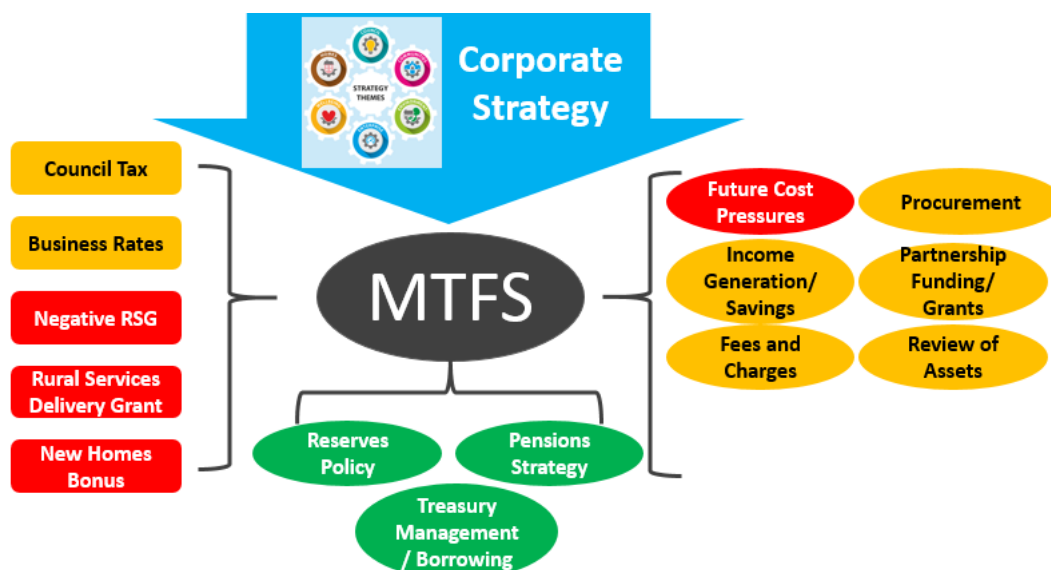 Corporate
Strategy
STRATEGY
THEMES
Council Tax
Business Rates
Negative RSG
Rural Services
Delivery Grant
New Homes
Bonus
MTFS
Future Cost
Pressures
Procurement
Income
Generation/
Savings
Partnership
Funding/
Grants
Fees and
Charges
Review of
Assets
Reserves
Policy
Pensions
Strategy
Treasury
Management
/ Borrowing